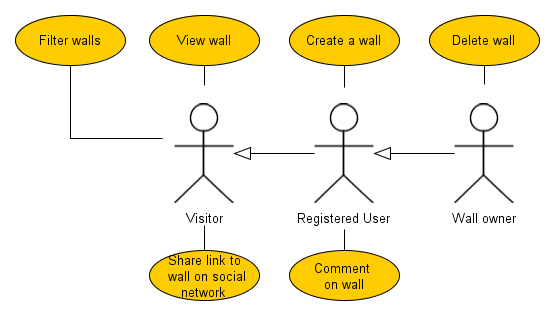 Filter walls
View wall
Create a wall
Delete wall
Visitor
Registered User
Wall owner
Share link to
wall on social
network
Comment
on wall